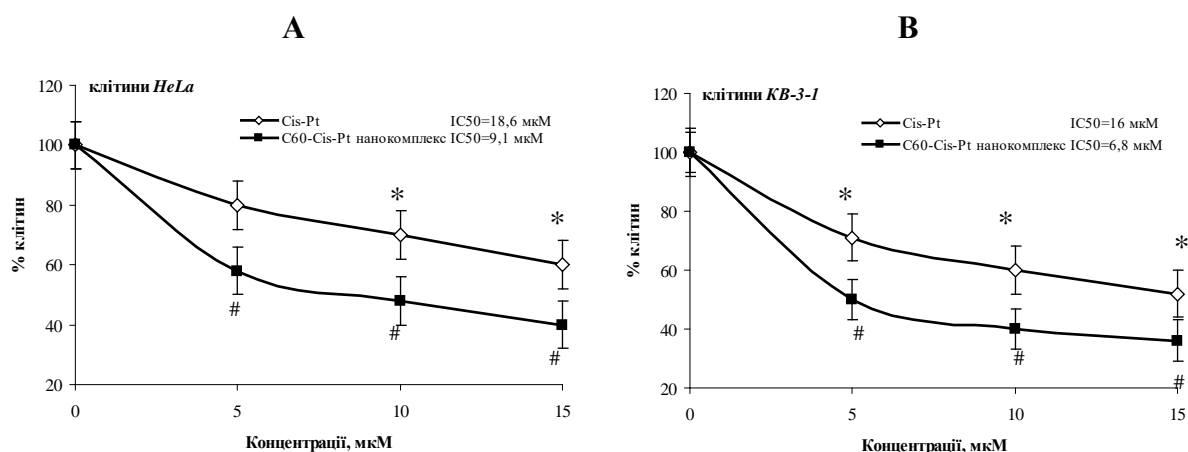 А
В
клітини HeLa
Cis-Pt IC50=18,6 мкМ
C60-Cis-Pt нанокомплекс IC50=9,1 мкМ
120
100
80
60
40
20
% клітин
*
*
#
#
#
0 5 10 15
Концентрації, мкМ
клітини KB-3-1
Cis-Pt IC50=16 мкМ
C60-Cis-Pt нанокомплекс IC50=6,8 мкМ
120
100
80
60
40
20
% клітин
*
*
*
#
#
#
0 5 10 15
Концентрації, мкМ